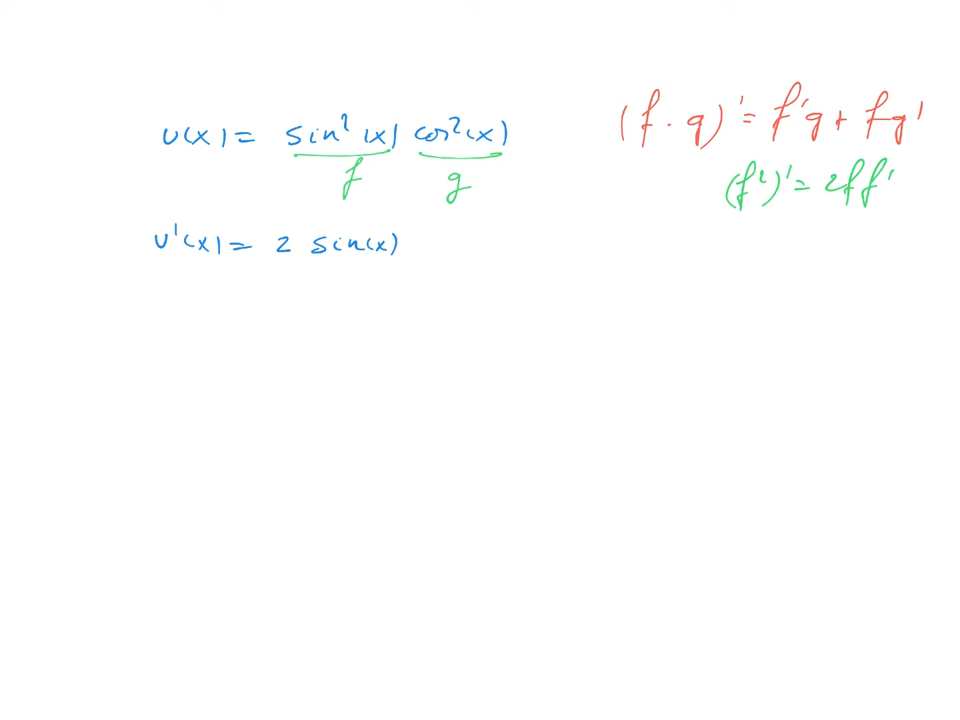 u(x) = sin²(x) cos²(x)
f g
u'(x) = 2 sin(x)
(f · g)' = f'g + fg'
(f²)' = 2ff'